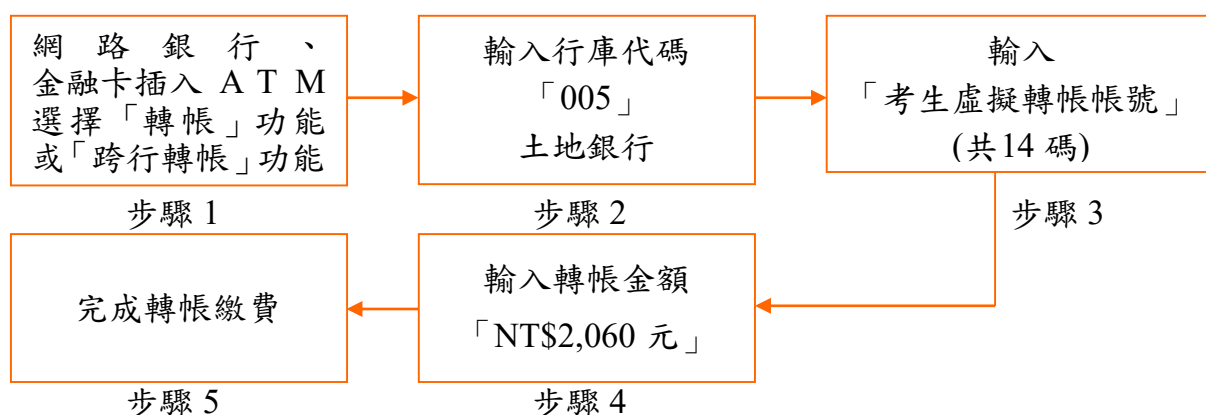 網路銀行、
金融卡插入 ATM
選擇「轉帳」功能
或「跨行轉帳」功能
步驟 1
輸入行庫代碼
「005」
土地銀行
步驟 2
輸入
「考生虛擬轉帳帳號」
(共14 碼)
步驟 3
輸入轉帳金額
「NT$2,060 元」
步驟 4
完成轉帳繳費
步驟 5